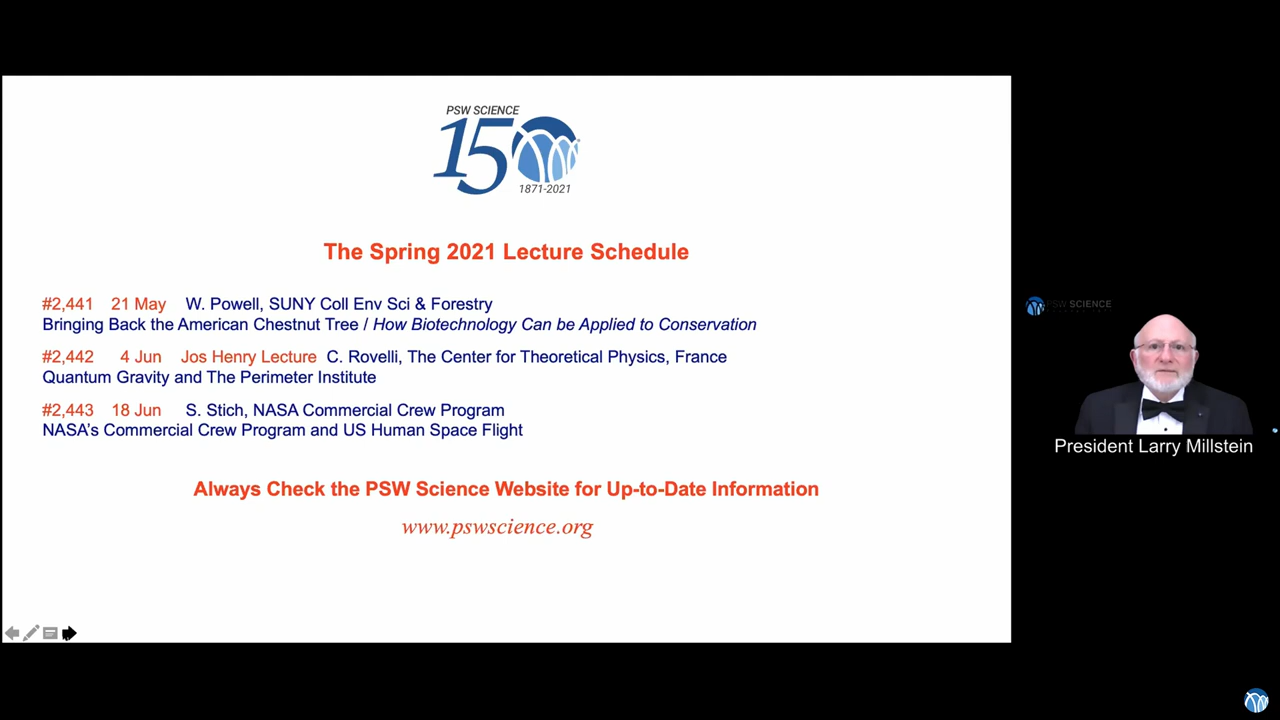 PSW SCIENCE
150
1871-2021
The Spring 2021 Lecture Schedule
#2,441 21 May W. Powell, SUNY Coll Env Sci & Forestry
Bringing Back the American Chestnut Tree / How Biotechnology Can be Applied to Conservation
#2,442 4 Jun Jos Henry Lecture C. Rovelli, The Center for Theoretical Physics, France
Quantum Gravity and The Perimeter Institute
#2,443 18 Jun S. Stich, NASA Commercial Crew Program
NASA's Commercial Crew Program and US Human Space Flight
Always Check the PSW Science Website for Up-to-Date Information
www.pswscience.org
PSW SCIENCE
President Larry Millstein